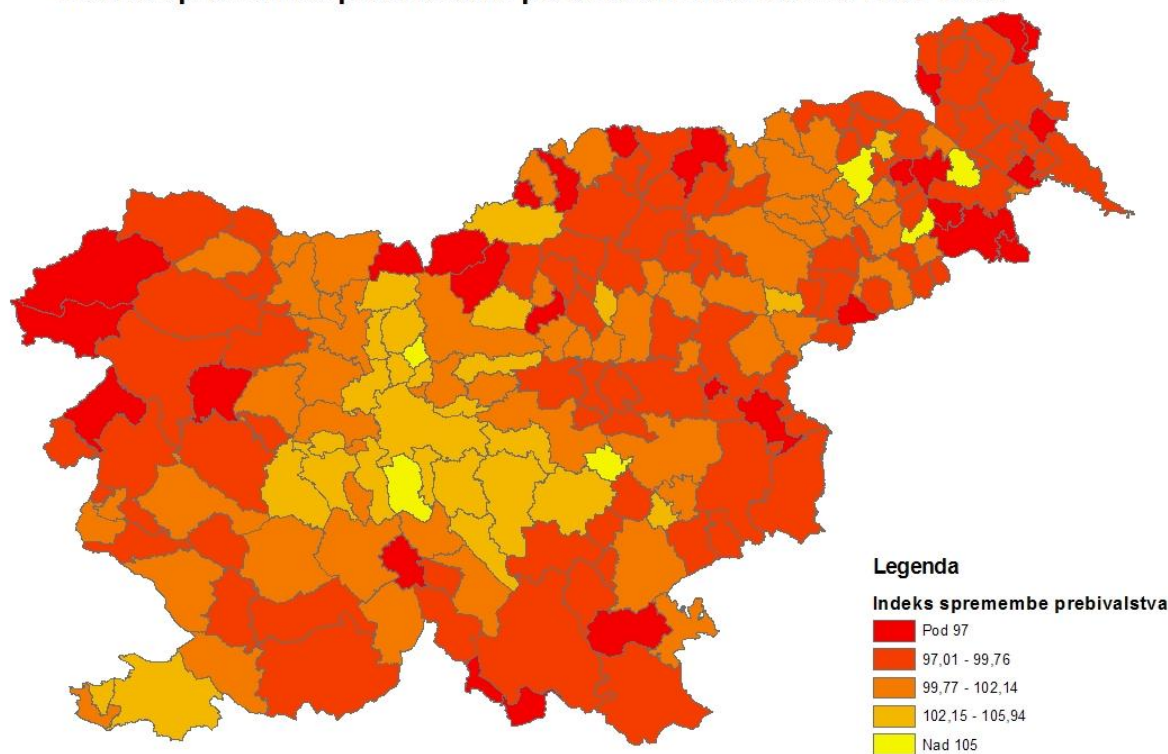 Legenda
Indeks spremembe prebivalstva
Pod 97
97,01 - 99,76
99,77 - 102,14
102,15 - 105,94
Nad 105